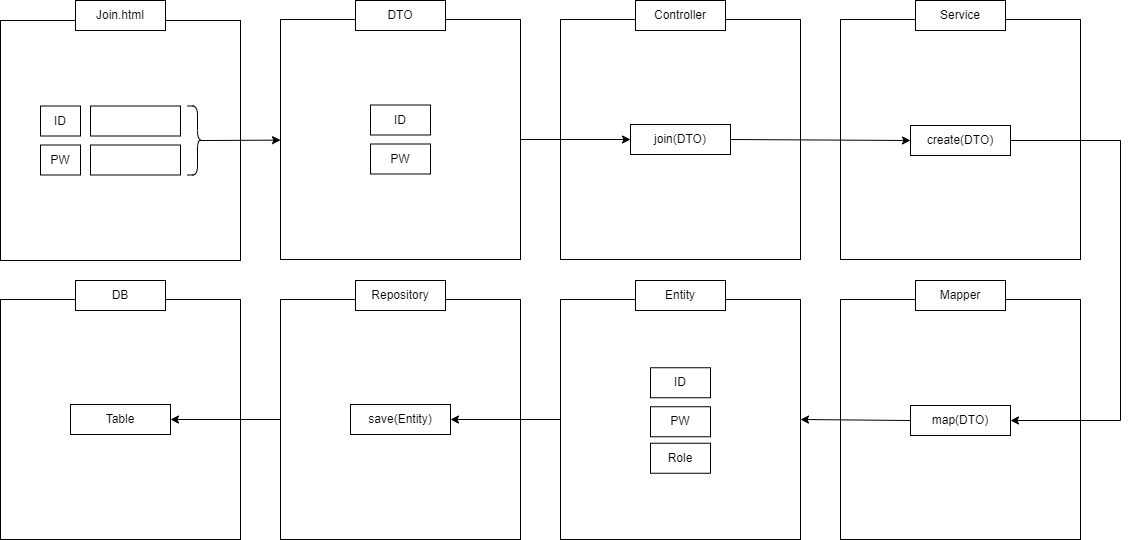 Join.html
DTO
Controller
Service
ID
PW
ID
PW
join(DTO)
create(DTO)
DB
Repository
Entity
Mapper
Table
save(Entity)
ID
PW
Role
map(DTO)